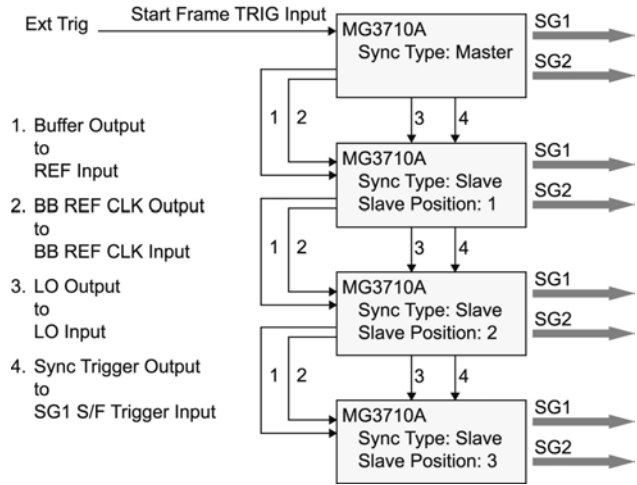 Ext Trig
Start Frame TRIG Input
MG3710A
Sync Type: Master
SG1
SG2
1 2
3 4
1. Buffer Output
to
REF Input
MG3710A
Sync Type: Slave
Slave Position: 1
SG1
SG2
2. BB REF CLK Output
to
BB REF CLK Input
1 2
3 4
3. LO Output
to
LO Input
MG3710A
Sync Type: Slave
Slave Position: 2
SG1
SG2
4. Sync Trigger Output
to
SG1 S/F Trigger Input
1 2
3 4
MG3710A
Sync Type: Slave
Slave Position: 3
SG1
SG2